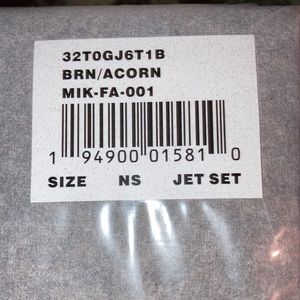 32T0GJ6T1B
BRN/ACORN
MIK-FA-001
1 94900 01581 0
SIZE NS JET SET